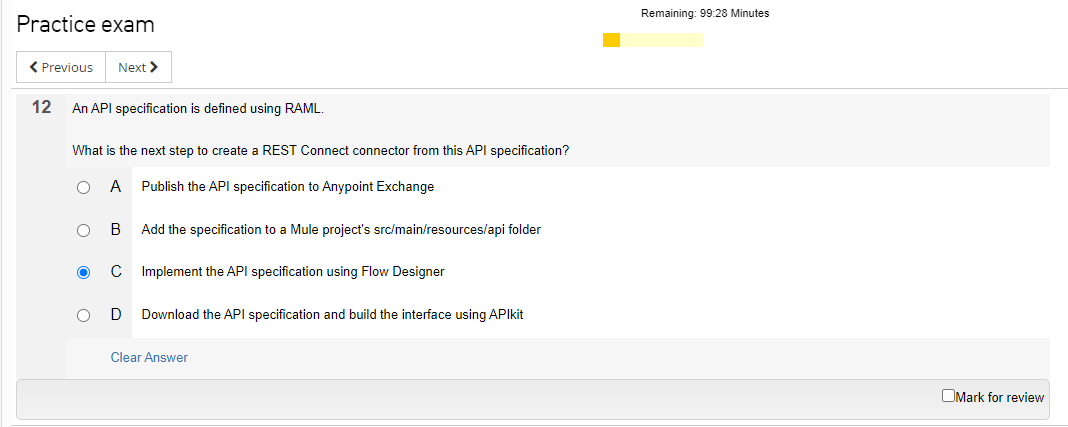 Practice exam
Remaining: 99:28 Minutes
Previous
Next
12 An API specification is defined using RAML.
What is the next step to create a REST Connect connector from this API specification?
A Publish the API specification to Anypoint Exchange
B Add the specification to a Mule project's src/main/resources/api folder
C Implement the API specification using Flow Designer
D Download the API specification and build the interface using APIkit
Clear Answer
Mark for review